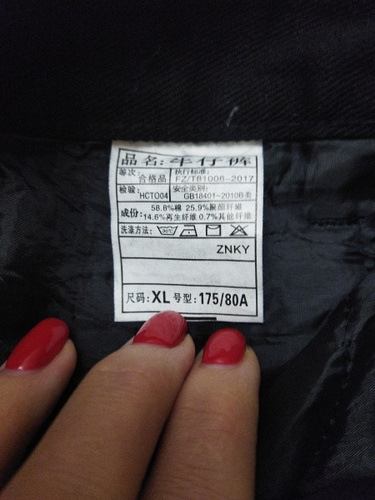 品名: 牛仔裤
等次 合格品 执行标准: FZ/T81006-2017
检验: HCT004 安全类别: GB18401-2010B类
成份: 58.8%棉 25.9%聚酯纤维
14.6%再生纤维 0.7%其他纤维
洗涤方法:
ZNKY
尺码: XL 号型: 175/80A